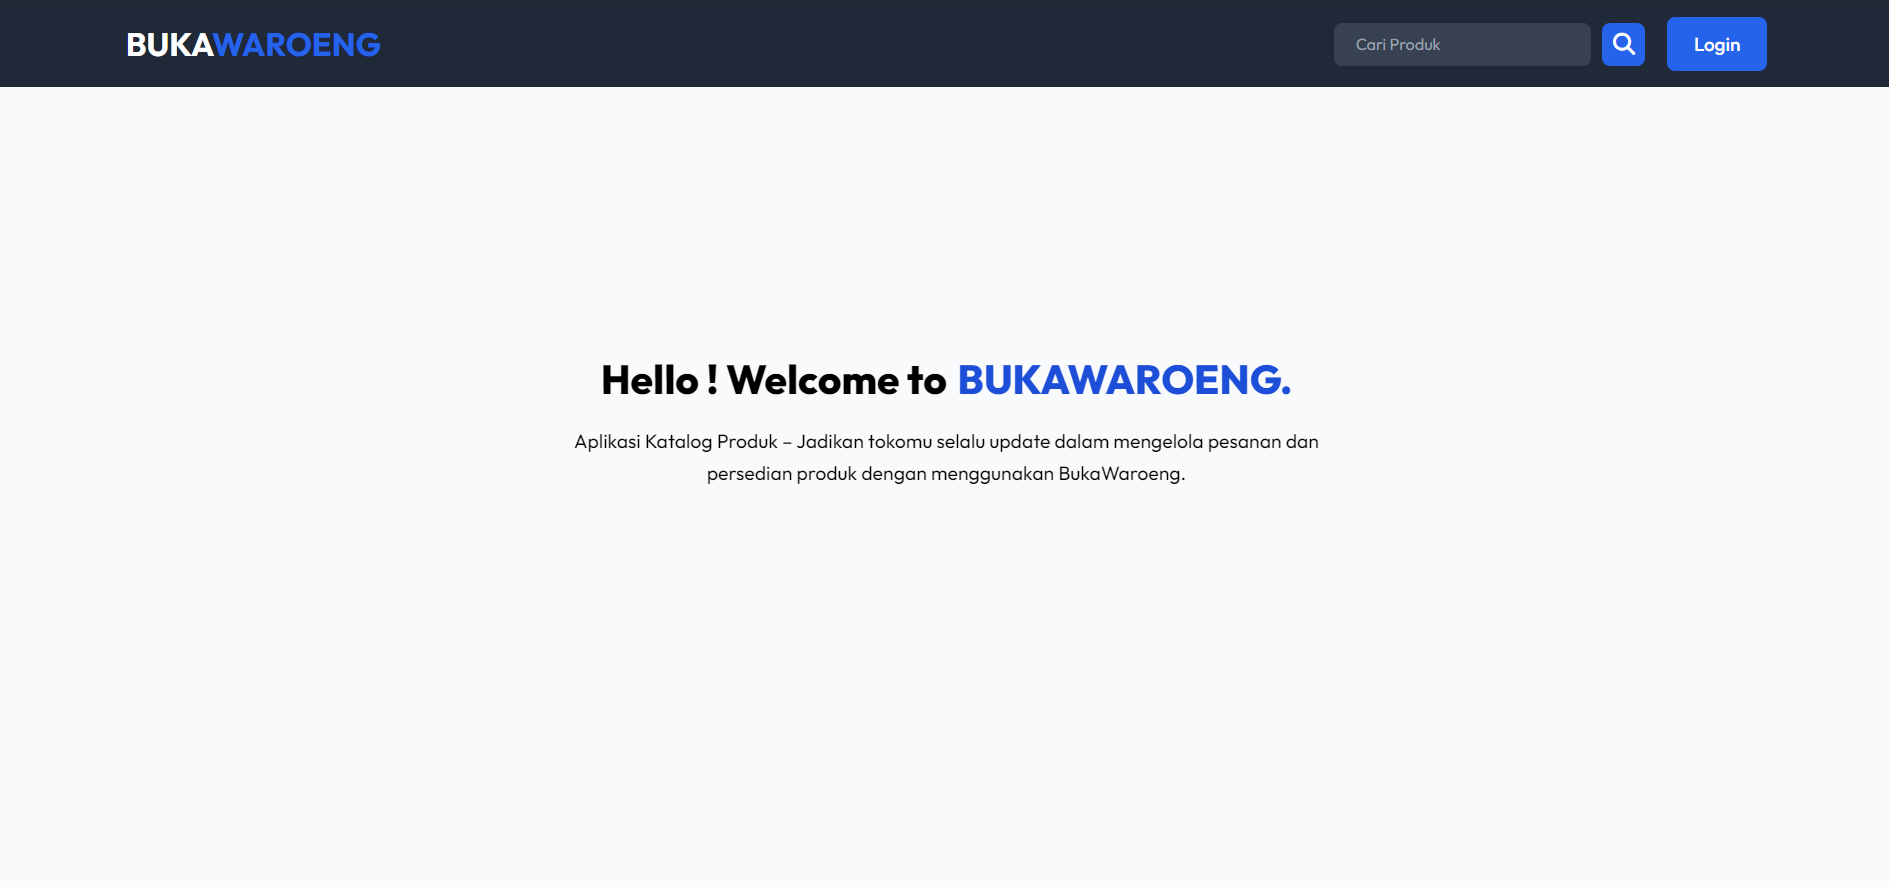 BUKAWAROENG
Cari Produk
Login
Hello ! Welcome to BUKAWAROENG.
Aplikasi Katalog Produk – Jadikan tokomu selalu update dalam mengelola pesanan dan
persedian produk dengan menggunakan BukaWaroeng.